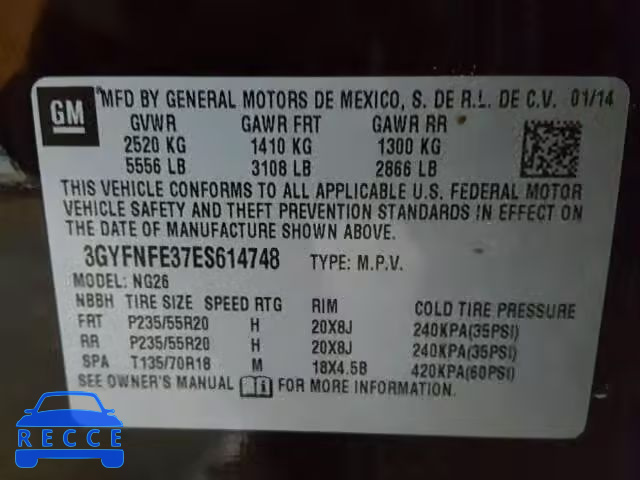 GM
MFD BY GENERAL MOTORS DE MEXICO, S. DE R.L. DE C.V. 01/14
GVWR GAWR FRT GAWR RR
2520 KG 1410 KG 1300 KG
5556 LB 3108 LB 2866 LB
THIS VEHICLE CONFORMS TO ALL APPLICABLE U.S. FEDERAL MOTOR
VEHICLE SAFETY AND THEFT PREVENTION STANDARDS IN EFFECT ON
THE DATE OF MANUFACTURE SHOWN ABOVE.
3GYFNFE37ES614748 TYPE: M.P.V.
MODEL: NG26
NBBH TIRE SIZE SPEED RTG RIM COLD TIRE PRESSURE
FRT P235/55R20 H 20X8J 240KPA(35PSI)
RR P235/55R20 H 20X8J 240KPA(35PSI)
SPA T135/70R18 M 18X4.5B 420KPA(60PSI)
SEE OWNER'S MANUAL FOR MORE INFORMATION.
RECCE